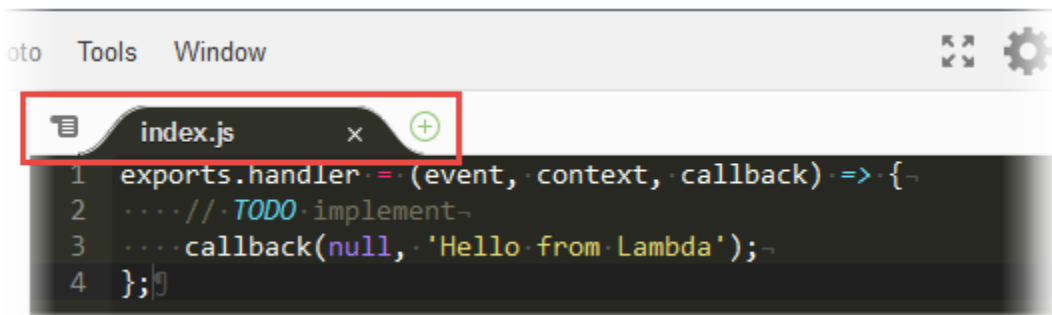 oto Tools Window
index.js ×
1 exports.handler = (event, context, callback) => {
2 // TODO implement
3 callback(null, 'Hello from Lambda');
4 };